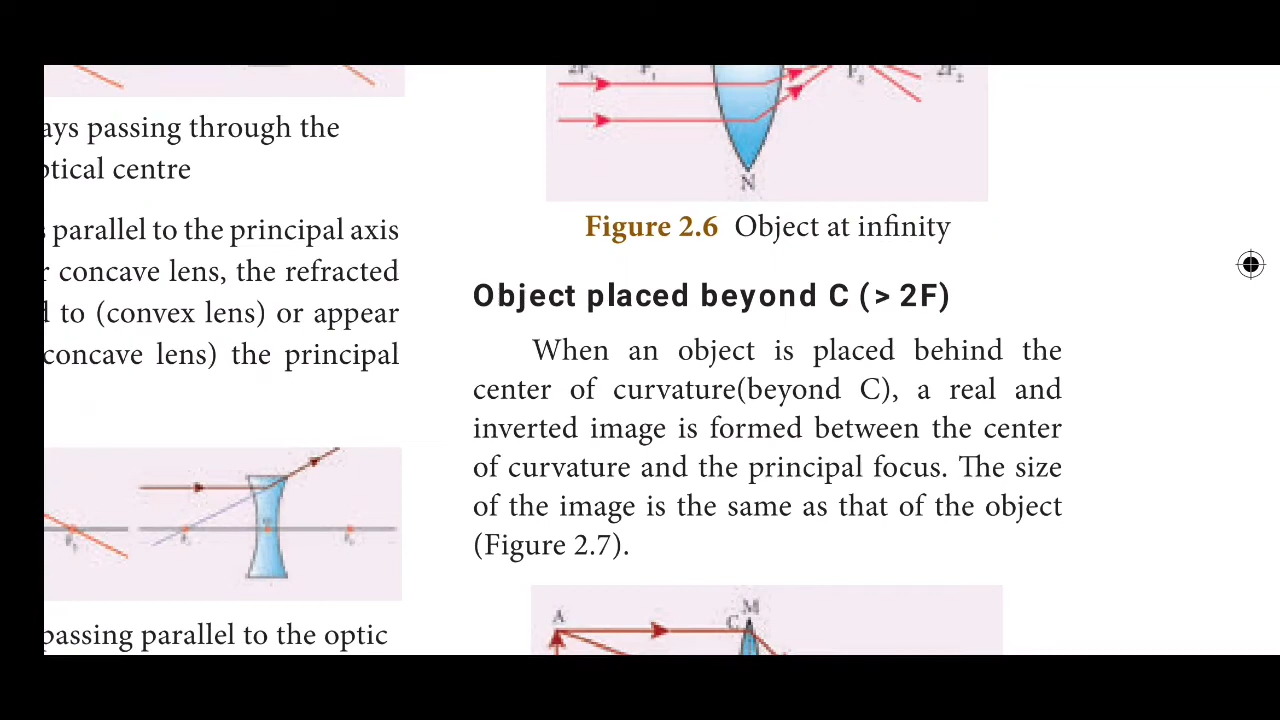 ays passing through the
ptical centre
parallel to the principal axis
r concave lens, the refracted
d to (convex lens) or appear
concave lens) the principal
passing parallel to the optic
2F₁ F₁ F₂ 2F₂
N
Figure 2.6 Object at infinity
Object placed beyond C (> 2F)
When an object is placed behind the
center of curvature(beyond C), a real and
inverted image is formed between the center
of curvature and the principal focus. The size
of the image is the same as that of the object
(Figure 2.7).
A C M